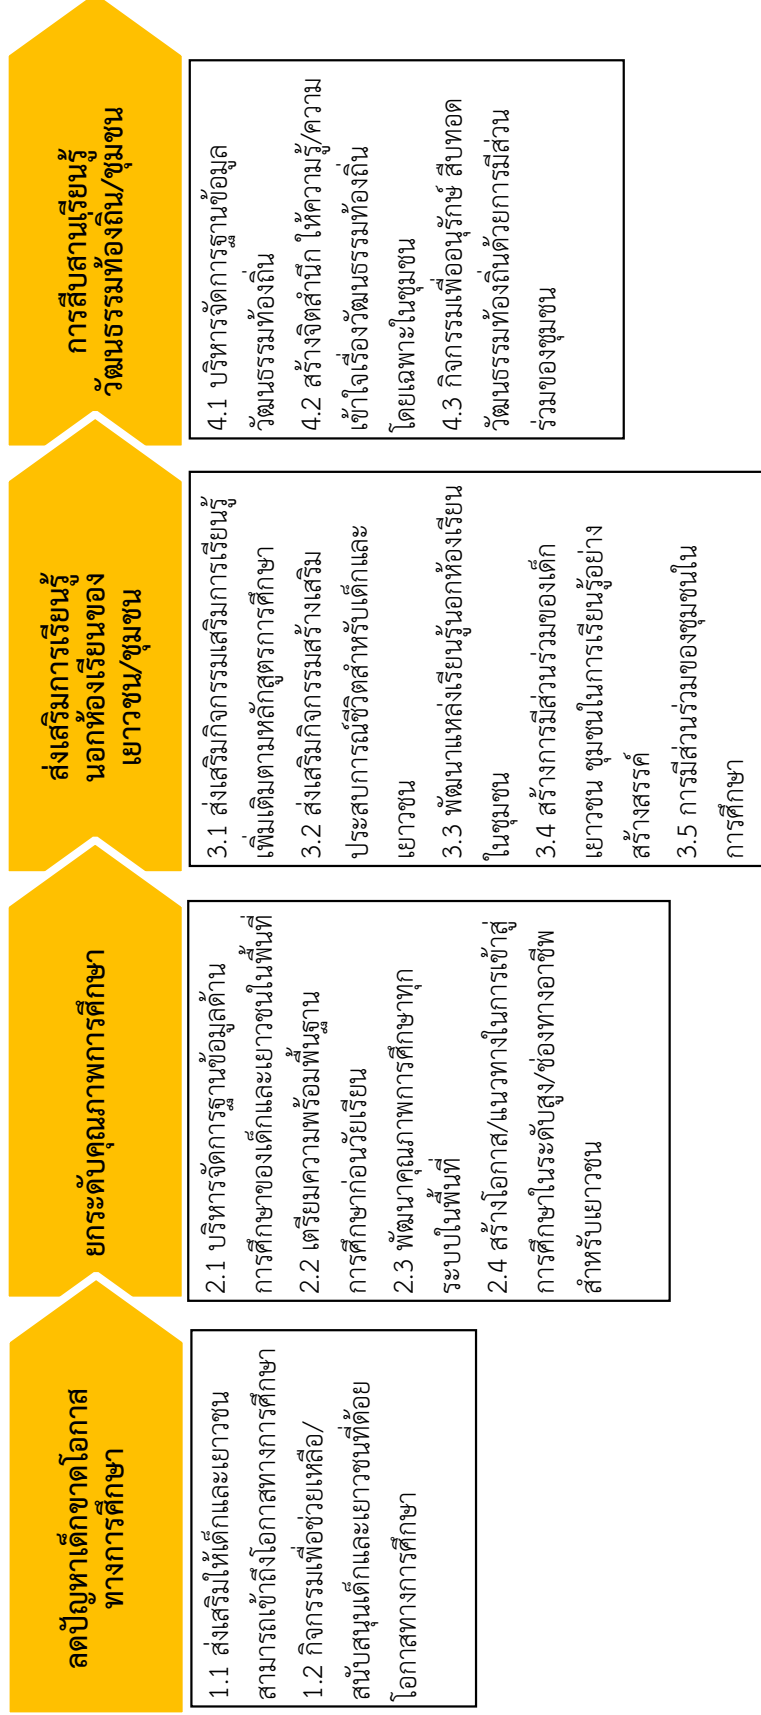 ลดปัญหาเด็กขาดโอกาส
ทางการศึกษา
1.1 ส่งเสริมให้เด็กและเยาวชน
สามารถเข้าถึงโอกาสทางการศึกษา
1.2 กิจกรรมเพื่อช่วยเหลือ/
สนับสนุนเด็กและเยาวชนที่ด้อย
โอกาสทางการศึกษา
ยกระดับคุณภาพการศึกษา
2.1 บริหารจัดการฐานข้อมูลด้าน
การศึกษาของเด็กและเยาวชนในพื้นที่
2.2 เตรียมความพร้อมพื้นฐาน
การศึกษาก่อนวัยเรียน
2.3 พัฒนาคุณภาพการศึกษาทุก
ระบบในพื้นที่
2.4 สร้างโอกาส/แนวทางในการเข้าสู่
การศึกษาในระดับสูง/ช่องทางอาชีพ
สำหรับเยาวชน
ส่งเสริมการเรียนรู้
นอกห้องเรียนของ
เยาวชน/ชุมชน
3.1 ส่งเสริมกิจกรรมเสริมการเรียนรู้
เพิ่มเติมตามหลักสูตรการศึกษา
3.2 ส่งเสริมกิจกรรมสร้างเสริม
ประสบการณ์ชีวิตสำหรับเด็กและ
เยาวชน
3.3 พัฒนาแหล่งเรียนรู้นอกห้องเรียน
ในชุมชน
3.4 สร้างการมีส่วนร่วมของเด็ก
เยาวชน ชุมชนในการเรียนรู้อย่าง
สร้างสรรค์
3.5 การมีส่วนร่วมของชุมชนใน
การศึกษา
การสืบสานเรียนรู้
วัฒนธรรมท้องถิ่น/ชุมชน
4.1 บริหารจัดการฐานข้อมูล
วัฒนธรรมท้องถิ่น
4.2 สร้างจิตสำนึก ให้ความรู้/ความ
เข้าใจเรื่องวัฒนธรรมท้องถิ่น
โดยเฉพาะในชุมชน
4.3 กิจกรรมเพื่ออนุรักษ์ สืบทอด
วัฒนธรรมท้องถิ่นด้วยการมีส่วน
ร่วมของชุมชน